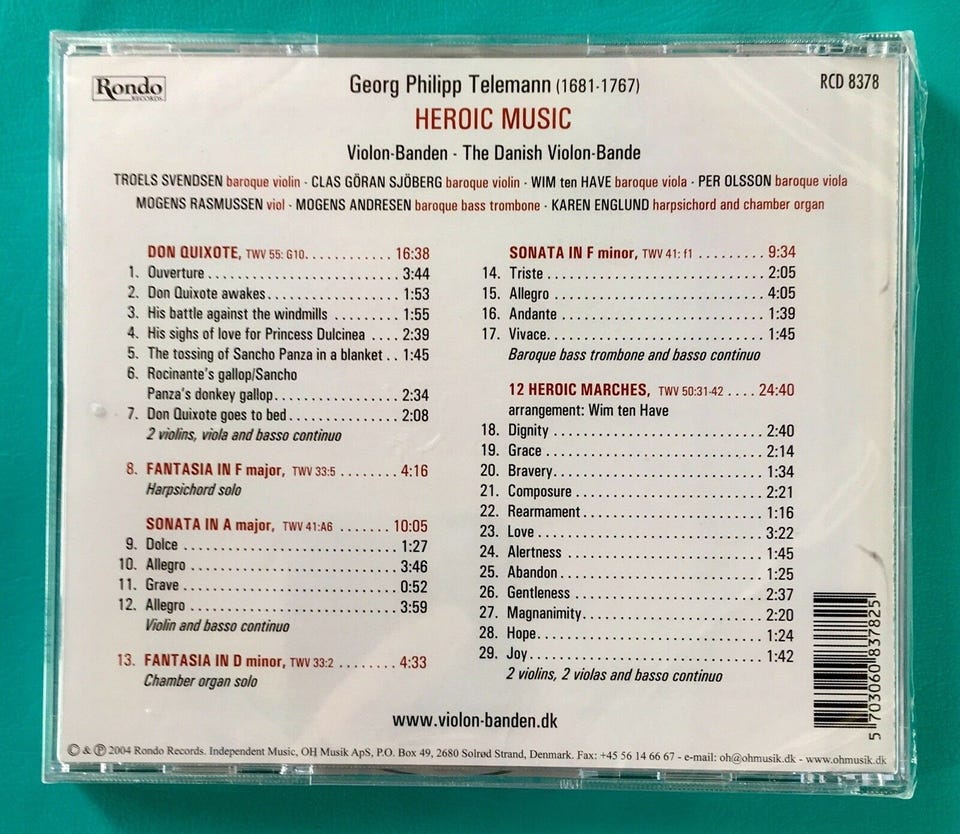 Rondo
RECORDS
Georg Philipp Telemann (1681-1767)
RCD 8378
HEROIC MUSIC
Violon-Banden · The Danish Violon-Bande
TROELS SVENDSEN baroque violin · CLAS GÖRAN SJÖBERG baroque violin · WIM ten HAVE baroque viola · PER OLSSON baroque viola
MOGENS RASMUSSEN viol · MOGENS ANDRESEN baroque bass trombone · KAREN ENGLUND harpsichord and chamber organ
DON QUIXOTE, TWV 55: G10. . . . . . . . . . . . 16:38
1. Ouverture . . . . . . . . . . . . . . . . . . . . . . . . . . 3:44
2. Don Quixote awakes. . . . . . . . . . . . . . . . . 1:53
3. His battle against the windmills . . . . . . . . . 1:55
4. His sighs of love for Princess Dulcinea . . . . 2:39
5. The tossing of Sancho Panza in a blanket . . 1:45
6. Rocinante's gallop/Sancho
Panza's donkey gallop. . . . . . . . . . . . . . . . . 2:34
7. Don Quixote goes to bed . . . . . . . . . . . . . . 2:08
2 violins, viola and basso continuo
8. FANTASIA IN F major, TWV 33:5 . . . . . . . . 4:16
Harpsichord solo
SONATA IN A major, TWV 41:A6 . . . . . . . 10:05
9. Dolce . . . . . . . . . . . . . . . . . . . . . . . . . . . . 1:27
10. Allegro . . . . . . . . . . . . . . . . . . . . . . . . . . . 3:46
11. Grave . . . . . . . . . . . . . . . . . . . . . . . . . . . . 0:52
12. Allegro . . . . . . . . . . . . . . . . . . . . . . . . . . . 3:59
Violin and basso continuo
13. FANTASIA IN D minor, TWV 33:2 . . . . . . . . 4:33
Chamber organ solo
SONATA IN F minor, TWV 41: f1 . . . . . . . . . 9:34
14. Triste . . . . . . . . . . . . . . . . . . . . . . . . . . . . 2:05
15. Allegro . . . . . . . . . . . . . . . . . . . . . . . . . . . 4:05
16. Andante . . . . . . . . . . . . . . . . . . . . . . . . . . 1:39
17. Vivace. . . . . . . . . . . . . . . . . . . . . . . . . . . . 1:45
Baroque bass trombone and basso continuo
12 HEROIC MARCHES, TWV 50:31-42 . . . . 24:40
arrangement: Wim ten Have
18. Dignity . . . . . . . . . . . . . . . . . . . . . . . . . . . 2:40
19. Grace . . . . . . . . . . . . . . . . . . . . . . . . . . . . 2:14
20. Bravery. . . . . . . . . . . . . . . . . . . . . . . . . . . 1:34
21. Composure . . . . . . . . . . . . . . . . . . . . . . . . 2:21
22. Rearmament. . . . . . . . . . . . . . . . . . . . . . . 1:16
23. Love . . . . . . . . . . . . . . . . . . . . . . . . . . . . . 3:22
24. Alertness . . . . . . . . . . . . . . . . . . . . . . . . . 1:45
25. Abandon . . . . . . . . . . . . . . . . . . . . . . . . . . 1:25
26. Gentleness . . . . . . . . . . . . . . . . . . . . . . . . 2:37
27. Magnanimity. . . . . . . . . . . . . . . . . . . . . . . 2:20
28. Hope. . . . . . . . . . . . . . . . . . . . . . . . . . . . . 1:24
29. Joy . . . . . . . . . . . . . . . . . . . . . . . . . . . . . . 1:42
2 violins, 2 violas and basso continuo
5 703060 837825
www.violon-banden.dk
© & ℗ 2004 Rondo Records. Independent Music, OH Musik ApS, P.O. Box 49, 2680 Solrød Strand, Denmark. Fax: +45 56 14 66 67 - e-mail: oh@ohmusik.dk - www.ohmusik.dk